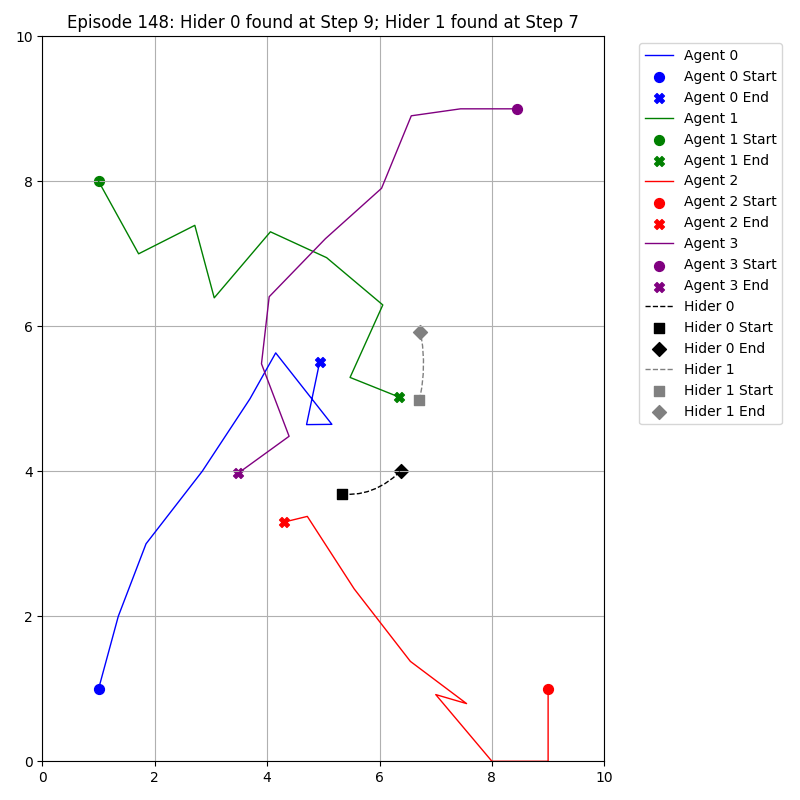 Episode 148: Hider 0 found at Step 9; Hider 1 found at Step 7
10
8
6
4
2
0
0 2 4 6 8 10
Agent 0
Agent 0 Start
Agent 0 End
Agent 1
Agent 1 Start
Agent 1 End
Agent 2
Agent 2 Start
Agent 2 End
Agent 3
Agent 3 Start
Agent 3 End
Hider 0
Hider 0 Start
Hider 0 End
Hider 1
Hider 1 Start
Hider 1 End